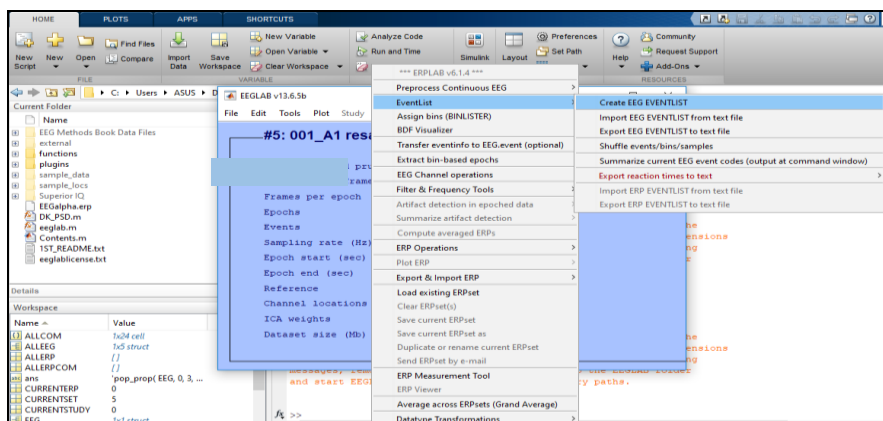 HOME
PLOTS
APPS
SHORTCUTS
New Script
New
Open
Find Files
Compare
Import Data
Save Workspace
New Variable
Open Variable
Clear Workspace
Analyze Code
Run and Time
Simulink
Layout
Preferences
Set Path
Help
Community
Request Support
Add-Ons
FILE
VARIABLE
RESOURCES
C: Users ASUS
Current Folder
Name
EEG Methods Book Data Files
external
functions
plugins
sample_data
sample_locs
Superior IQ
EEGalpha.erp
DK_PSD.m
eeglab.m
Contents.m
1ST_README.txt
eeglablicense.txt
Details
Workspace
Name
Value
ALLCOM
1x24 cell
ALLEEG
1x5 struct
ALLERP
[ ]
ALLERPCOM
[ ]
ans
'pop_prop( EEG, 0, 3, ...
CURRENTERP
0
CURRENTSET
5
CURRENTSTUDY
0
EEG
1x1 struct
EEGLAB v13.6.5b
File Edit Tools Plot Study
#5: 001_A1 resa
Frames per epoch
Epochs
Events
Sampling rate (Hz)
Epoch start (sec)
Epoch end (sec)
Reference
Channel locations
ICA weights
Dataset size (Mb)
*** ERPLAB v6.1.4 ***
Preprocess Continuous EEG
EventList
Assign bins (BINLISTER)
BDF Visualizer
Transfer eventinfo to EEG.event (optional)
Extract bin-based epochs
EEG Channel operations
Filter & Frequency Tools
Artifact detection in epoched data
Summarize artifact detection
Compute averaged ERPs
ERP Operations
Plot ERP
Export & Import ERP
Load existing ERPset
Clear ERPset(s)
Save current ERPset
Save current ERPset as
Duplicate or rename current ERPset
Send ERPset by e-mail
ERP Measurement Tool
ERP Viewer
Average across ERPsets (Grand Average)
Datatype Transformations
Create EEG EVENTLIST
Import EEG EVENTLIST from text file
Export EEG EVENTLIST to text file
Shuffle events/bins/samples
Summarize current EEG event codes (output at command window)
Export reaction times to text
Import ERP EVENTLIST from text file
Export ERP EVENTLIST to text file
and start EEG
y paths.
fx >>